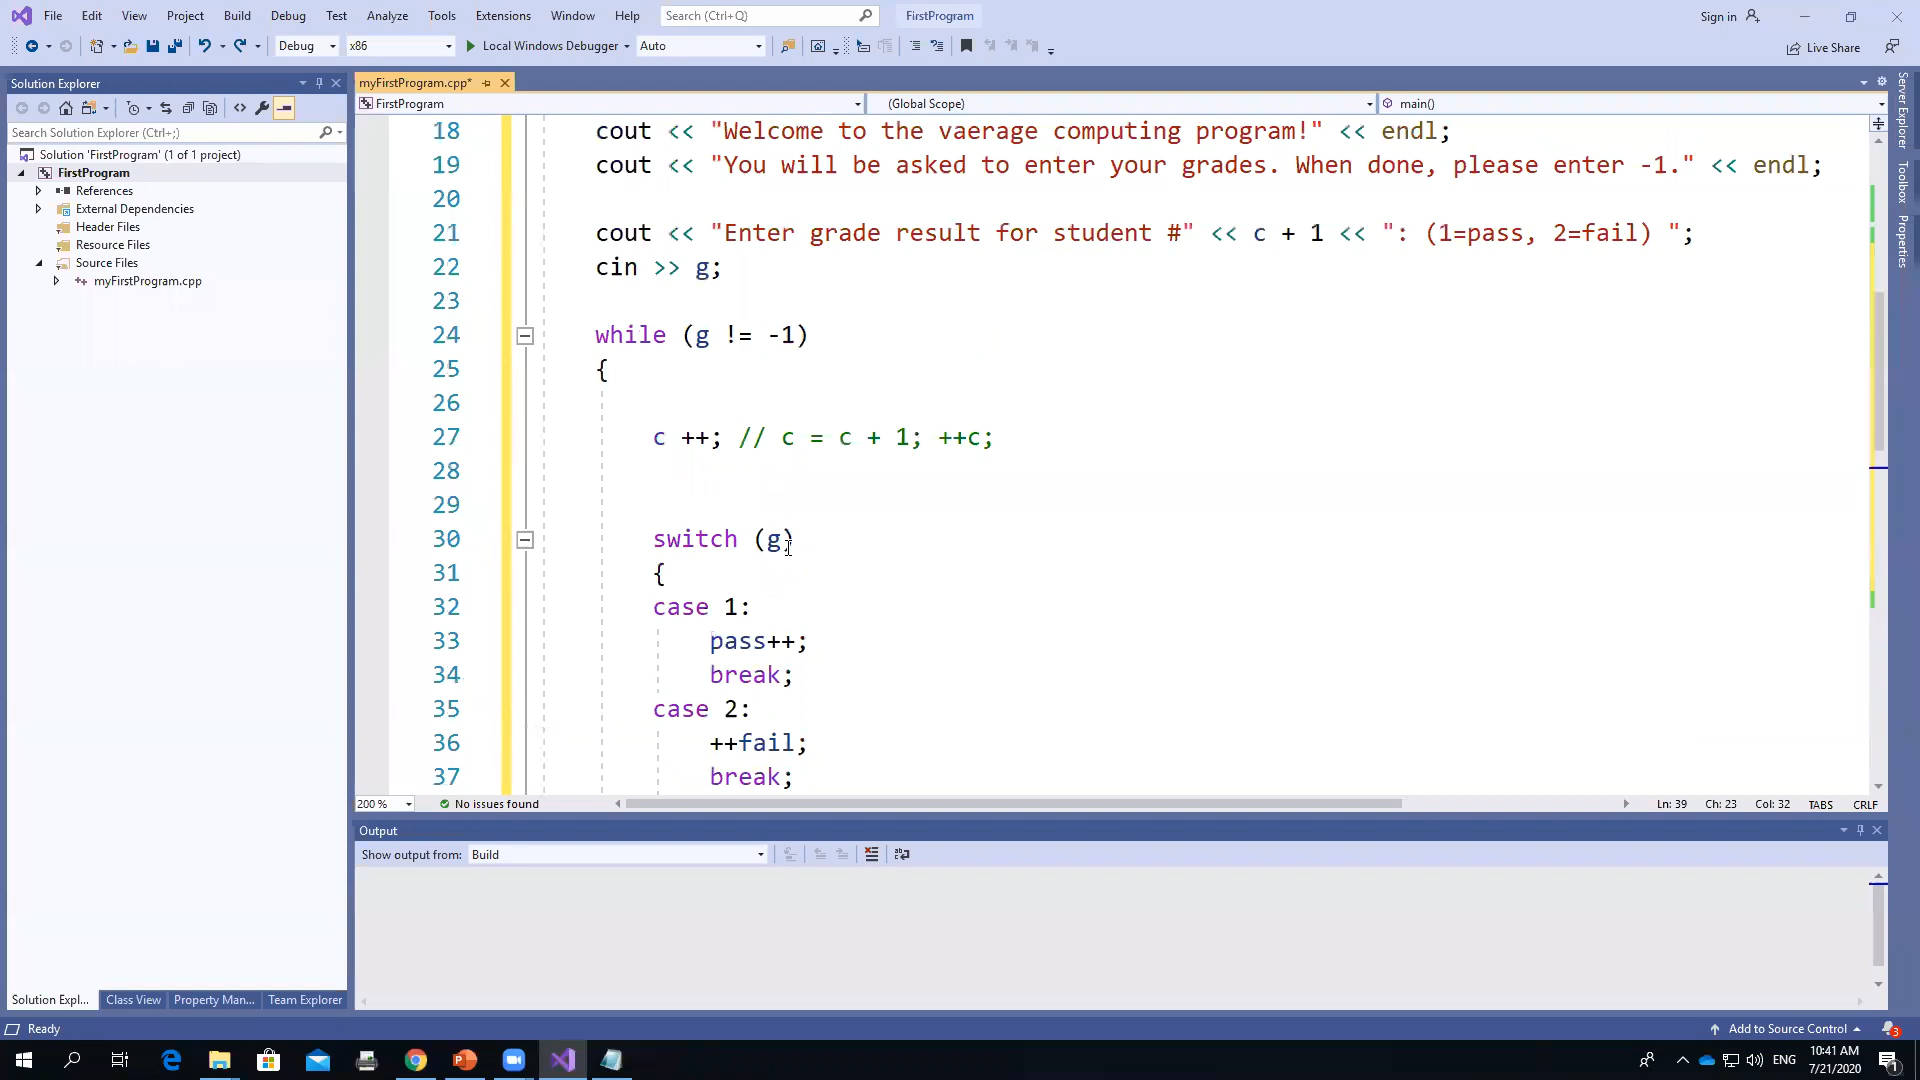 File Edit View Project Build Debug Test Analyze Tools Extensions Window Help Search (Ctrl+Q) FirstProgram Sign in
Debug x86 Local Windows Debugger Auto Live Share
Solution Explorer
Search Solution Explorer (Ctrl+;)
Solution 'FirstProgram' (1 of 1 project)
FirstProgram
References
External Dependencies
Header Files
Resource Files
Source Files
myFirstProgram.cpp
Solution Expl... Class View Property Man... Team Explorer
myFirstProgram.cpp*
FirstProgram (Global Scope) main()
18 cout << "Welcome to the vaerage computing program!" << endl;
19 cout << "You will be asked to enter your grades. When done, please enter -1." << endl;
20
21 cout << "Enter grade result for student #" << c + 1 << ": (1=pass, 2=fail) ";
22 cin >> g;
23
24 while (g != -1)
25 {
26
27 c ++; // c = c + 1; ++c;
28
29
30 switch (g)
31 {
32 case 1:
33 pass++;
34 break;
35 case 2:
36 ++fail;
37 break;
200 % No issues found Ln: 39 Ch: 23 Col: 32 TABS CRLF
Output
Show output from: Build
Server Explorer
Toolbox
Properties
Ready Add to Source Control 3
ENG 10:41 AM
7/21/2020
1